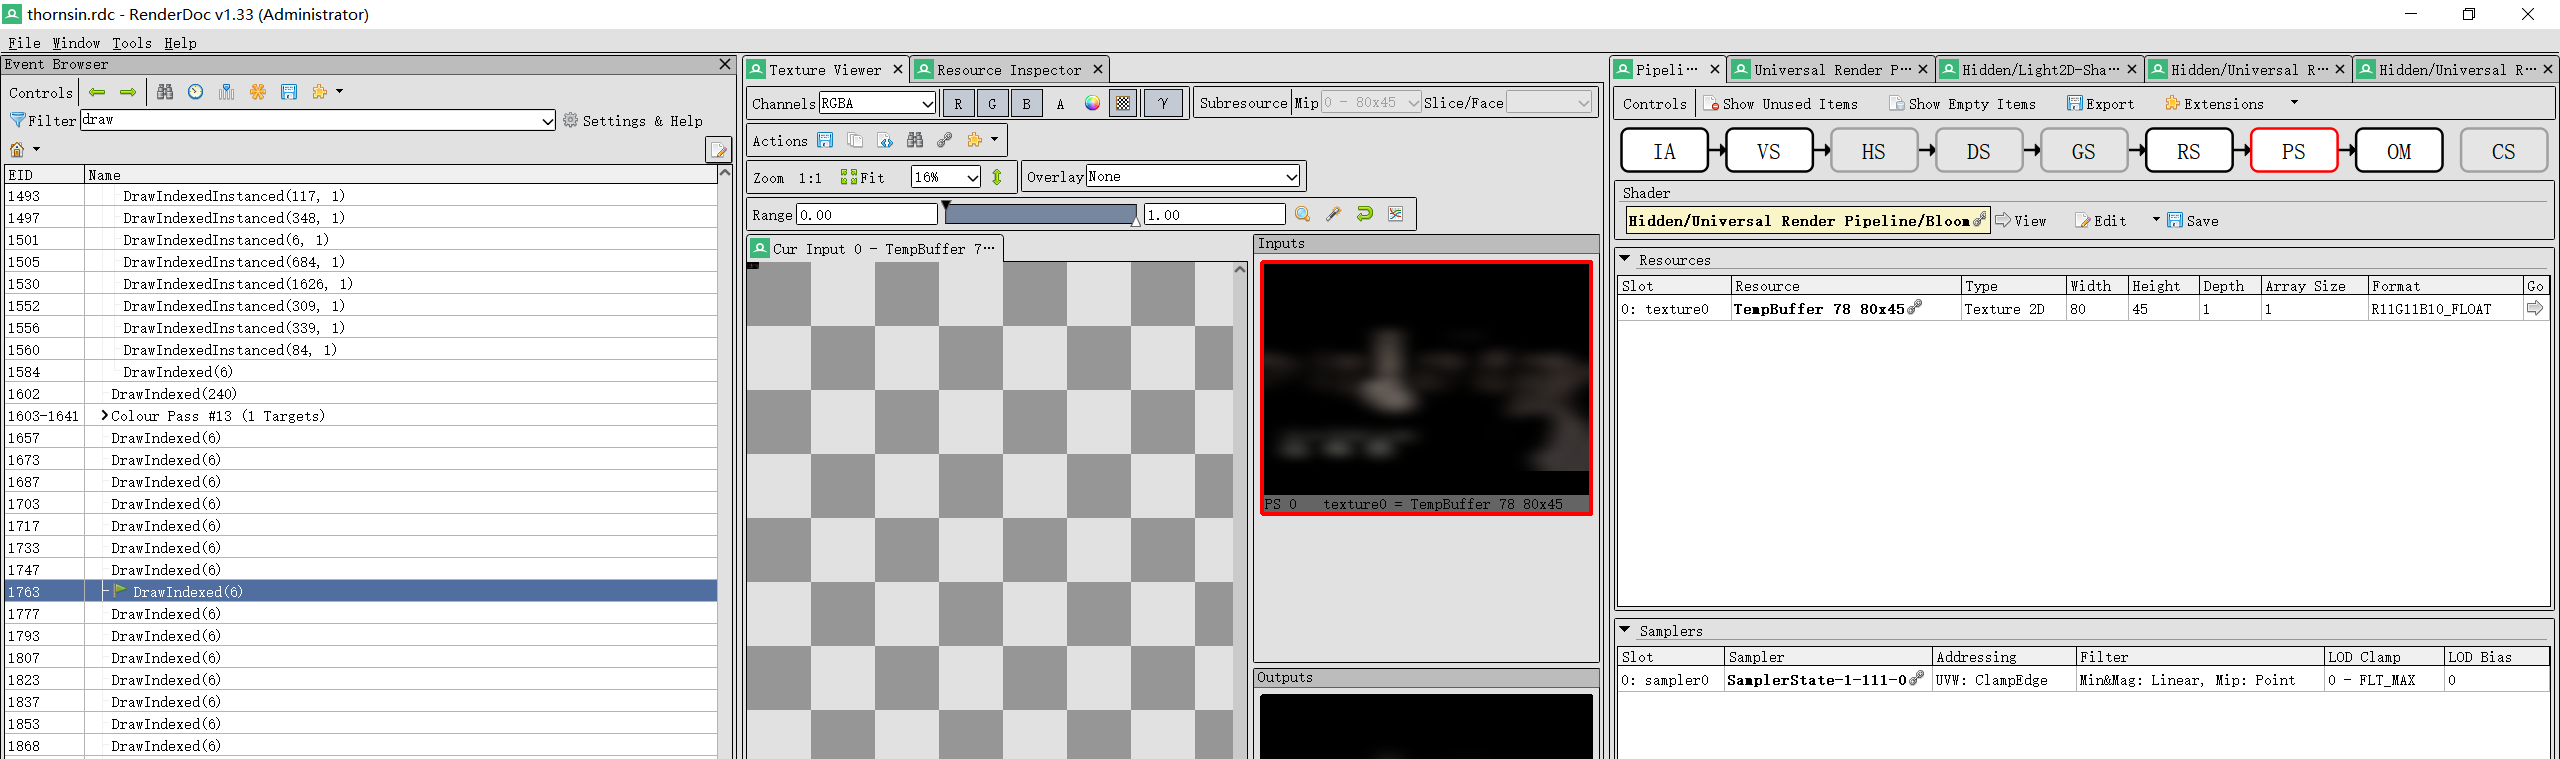 thornsin.rdc - RenderDoc v1.33 (Administrator)
File Window Tools Help
Event Browser
Controls
Filter draw Settings & Help
EID Name
1493 DrawIndexedInstanced(117, 1)
1497 DrawIndexedInstanced(348, 1)
1501 DrawIndexedInstanced(6, 1)
1505 DrawIndexedInstanced(684, 1)
1530 DrawIndexedInstanced(1626, 1)
1552 DrawIndexedInstanced(309, 1)
1556 DrawIndexedInstanced(339, 1)
1560 DrawIndexedInstanced(84, 1)
1584 DrawIndexed(6)
1602 DrawIndexed(240)
1603-1641 Colour Pass #13 (1 Targets)
1657 DrawIndexed(6)
1673 DrawIndexed(6)
1687 DrawIndexed(6)
1703 DrawIndexed(6)
1717 DrawIndexed(6)
1733 DrawIndexed(6)
1747 DrawIndexed(6)
1763 DrawIndexed(6)
1777 DrawIndexed(6)
1793 DrawIndexed(6)
1807 DrawIndexed(6)
1823 DrawIndexed(6)
1837 DrawIndexed(6)
1853 DrawIndexed(6)
1868 DrawIndexed(6)
Texture Viewer Resource Inspector
Channels RGBA R G B A γ Subresource Mip 0 - 80x45 Slice/Face
Actions
Zoom 1:1 Fit 16% Overlay None
Range 0.00 1.00
Cur Input 0 - TempBuffer 7···
Inputs
PS 0 texture0 = TempBuffer 78 80x45
Outputs
Pipeli··· Universal Render P··· Hidden/Light2D-Sha··· Hidden/Universal R··· Hidden/Universal R···
Controls Show Unused Items Show Empty Items Export Extensions
IA VS HS DS GS RS PS OM CS
Shader
Hidden/Universal Render Pipeline/Bloom View Edit Save
Resources
Slot Resource Type Width Height Depth Array Size Format Go
0: texture0 TempBuffer 78 80x45 Texture 2D 80 45 1 1 R11G11B10_FLOAT
Samplers
Slot Sampler Addressing Filter LOD Clamp LOD Bias
0: sampler0 SamplerState-1-111-0 UVW: ClampEdge Min&Mag: Linear, Mip: Point 0 - FLT_MAX 0